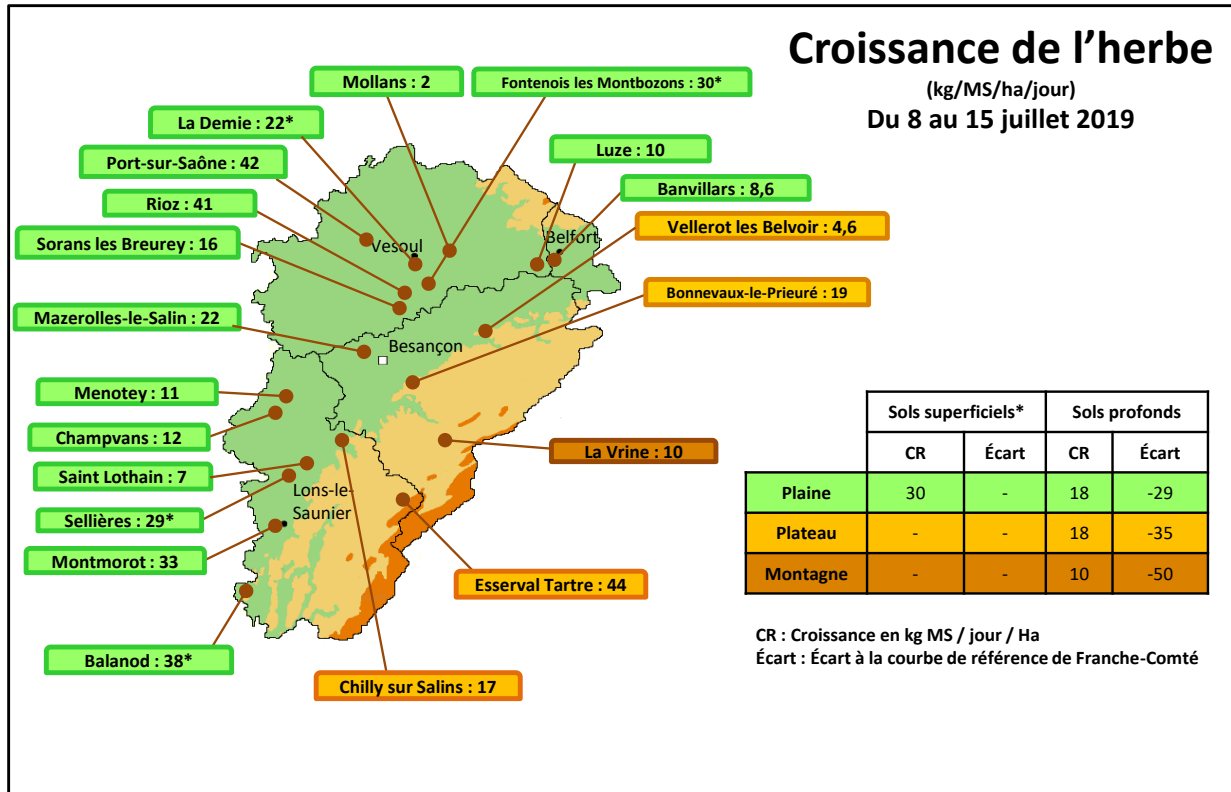 Croissance de l’herbe
(kg/MS/ha/jour)
Du 8 au 15 juillet 2019
Mollans : 2
Fontenois les Montbozons : 30*
La Demie : 22*
Luze : 10
Port-sur-Saône : 42
Banvillars : 8,6
Rioz : 41
Vellerot les Belvoir : 4,6
Sorans les Breurey : 16
Vesoul
Belfort
Bonnevaux-le-Prieuré : 19
Mazerolles-le-Salin : 22
Besançon
Menotey : 11
Champvans : 12
La Vrine : 10
Saint Lothain : 7
Lons-le-
Saunier
Sellières : 29*
Montmorot : 33
Esserval Tartre : 44
Balanod : 38*
Chilly sur Salins : 17
Sols superficiels* Sols profonds
CR Écart CR Écart
Plaine 30 - 18 -29
Plateau - - 18 -35
Montagne - - 10 -50
CR : Croissance en kg MS / jour / Ha
Écart : Écart à la courbe de référence de Franche-Comté